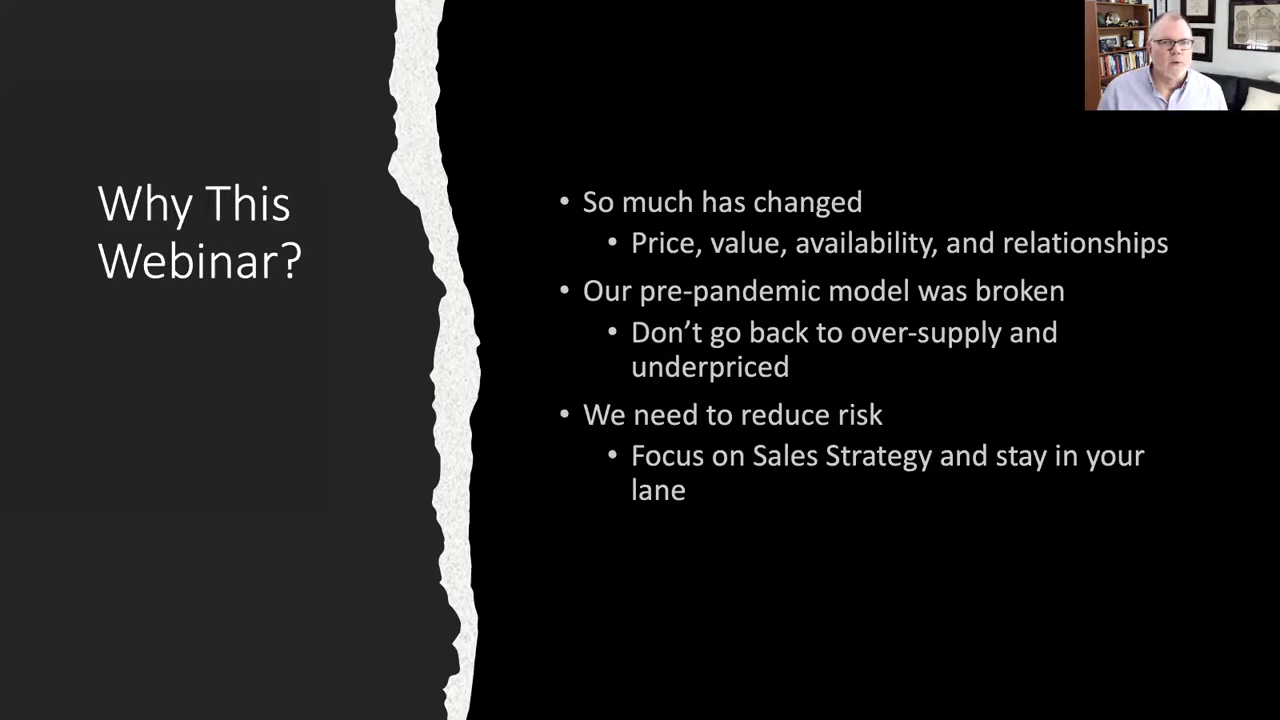 Why This
Webinar?
• So much has changed
• Price, value, availability, and relationships
• Our pre-pandemic model was broken
• Don’t go back to over-supply and
underpriced
• We need to reduce risk
• Focus on Sales Strategy and stay in your
lane